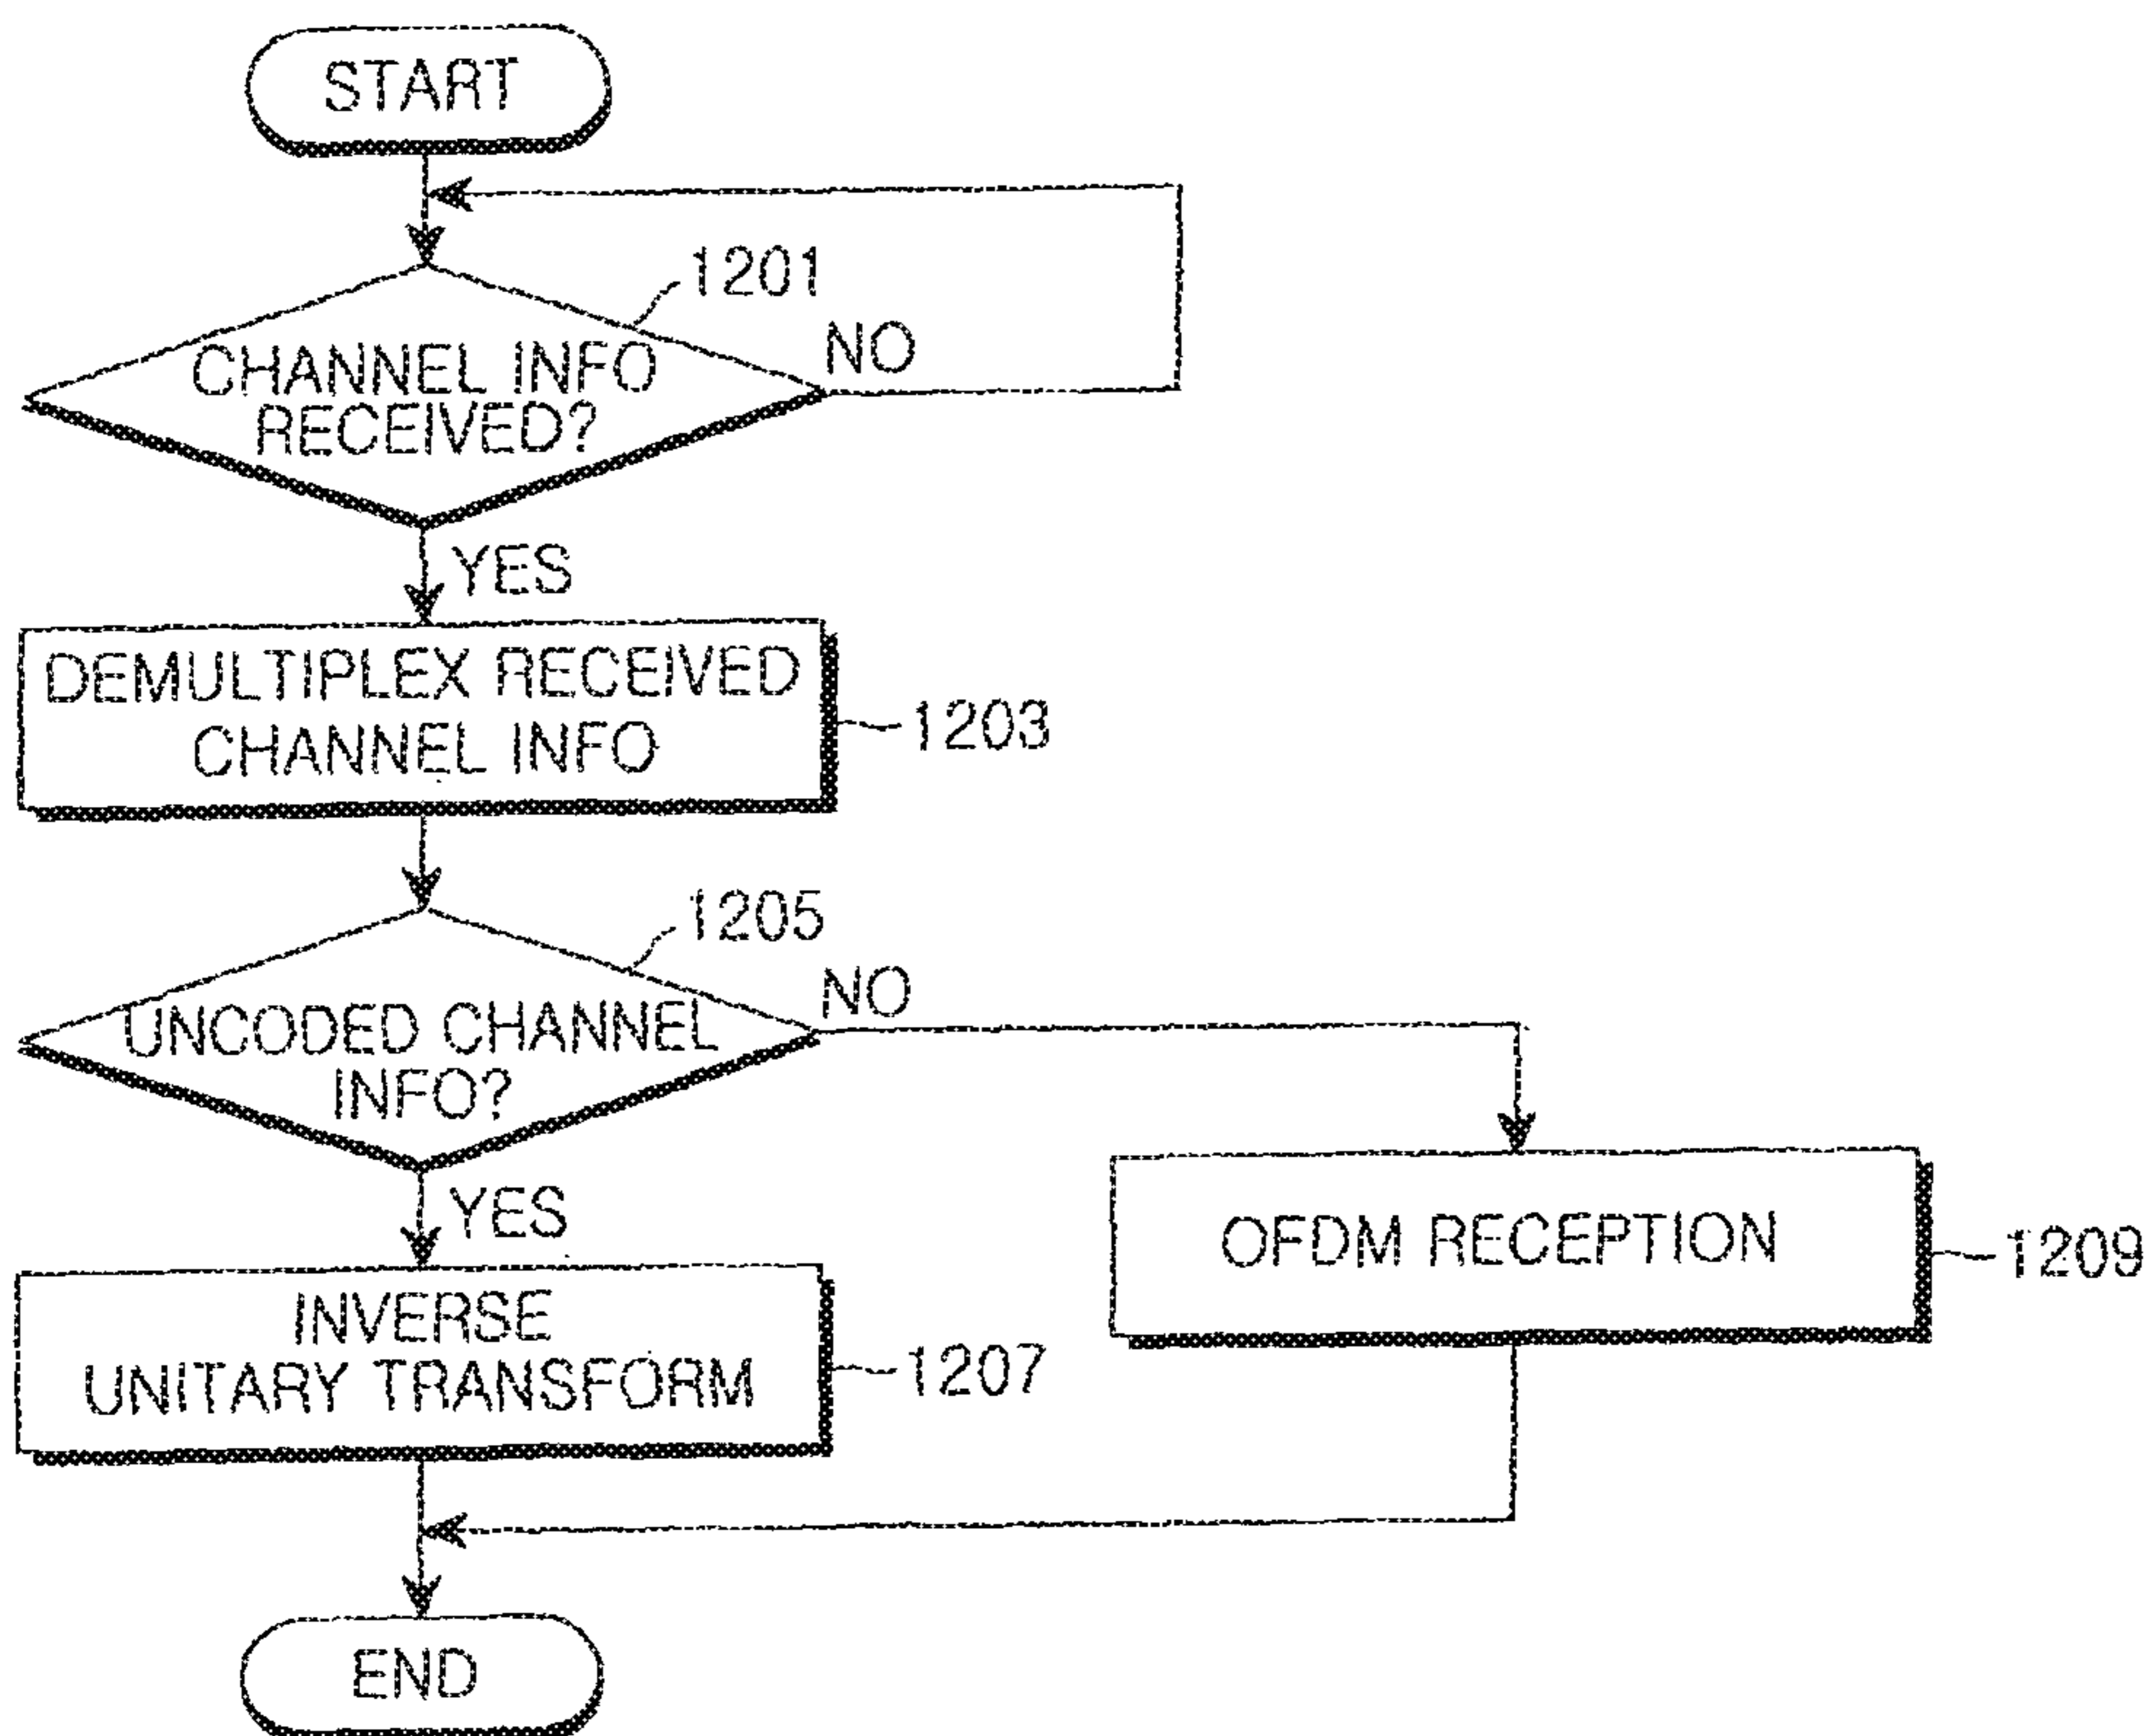 START
1201
CHANNEL INFO
RECEIVED?
NO
YES
DEMULTIPLEX RECEIVED
CHANNEL INFO
1203
1205
UNCODED CHANNEL
INFO?
NO
YES
INVERSE
UNITARY TRANSFORM
1207
OFDM RECEPTION
1209
END